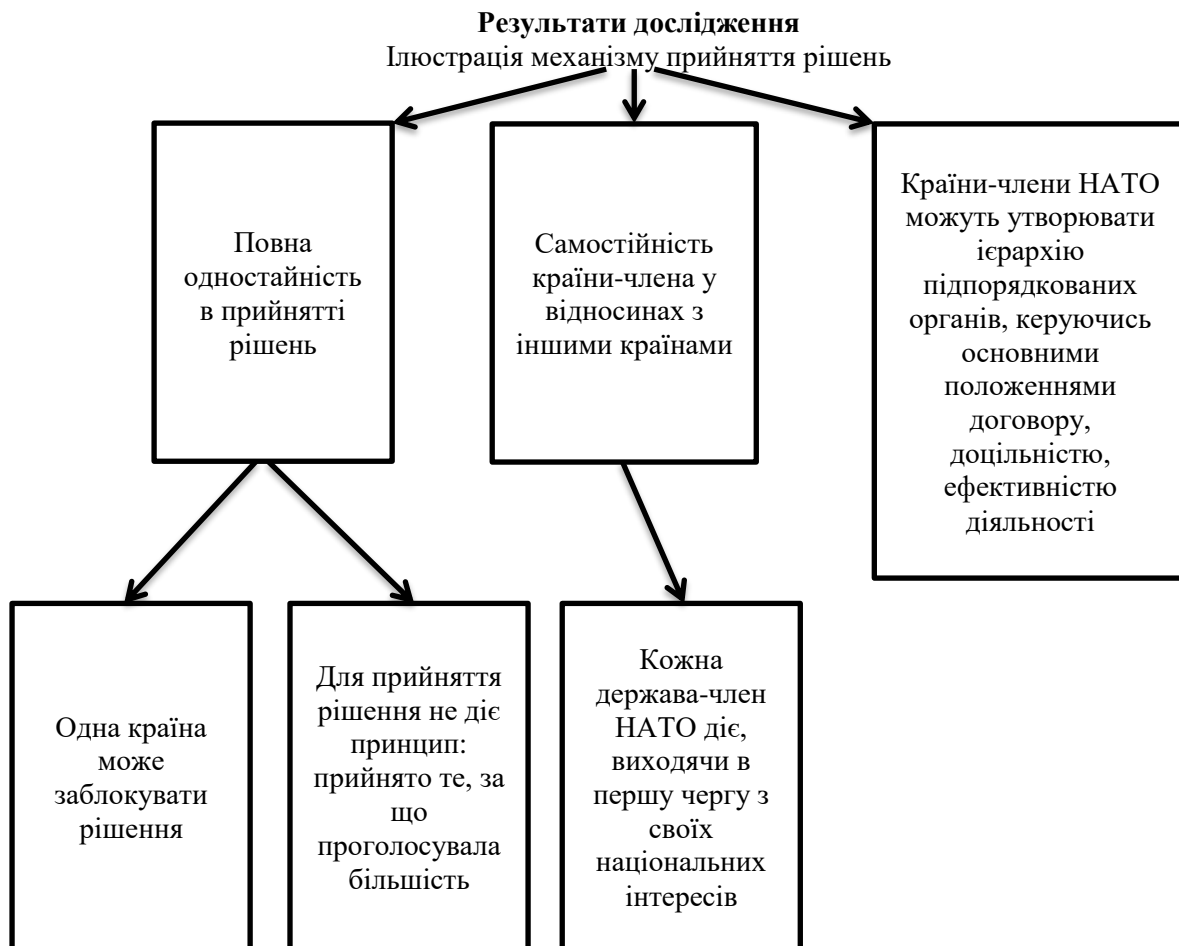 Результати дослідження
Ілюстрація механізму прийняття рішень
Повна
одностайність
в прийнятті
рішень
Самостійність
країни-члена у
відносинах з
іншими країнами
Країни-члени НАТО
можуть утворювати
ієрархію
підпорядкованих
органів, керуючись
основними
положеннями
договору,
доцільністю,
ефективністю
діяльності
Одна країна
може
заблокувати
рішення
Для прийняття
рішення не діє
принцип:
прийнято те, за
що
проголосувала
більшість
Кожна
держава-член
НАТО діє,
виходячи в
першу чергу з
своїх
національних
інтересів